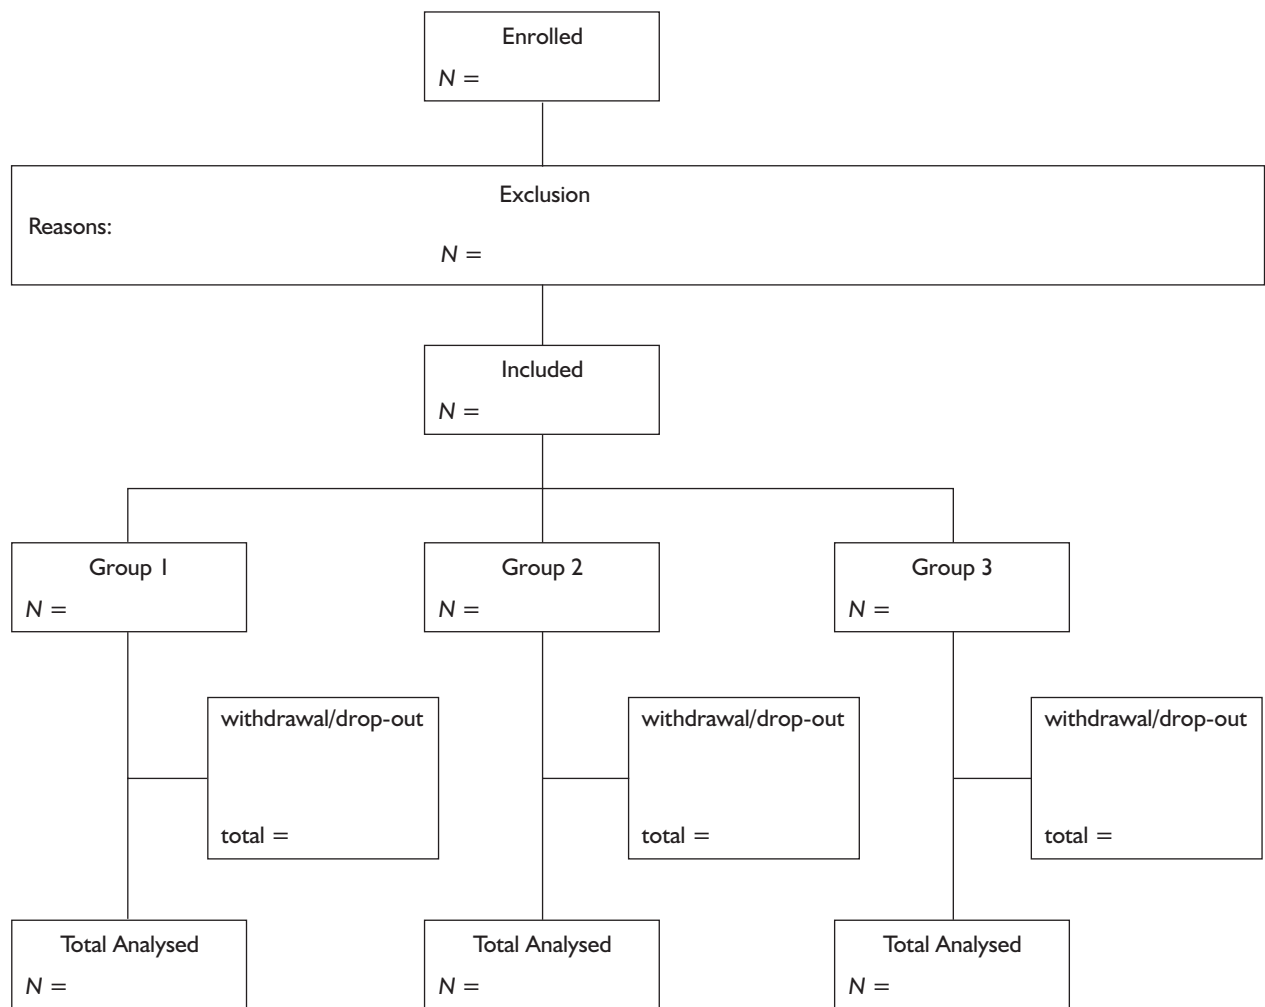 Enrolled
N =
Exclusion
Reasons:
N =
Included
N =
Group 1
N =
Group 2
N =
Group 3
N =
withdrawal/drop-out
total =
withdrawal/drop-out
total =
withdrawal/drop-out
total =
Total Analysed
N =
Total Analysed
N =
Total Analysed
N =